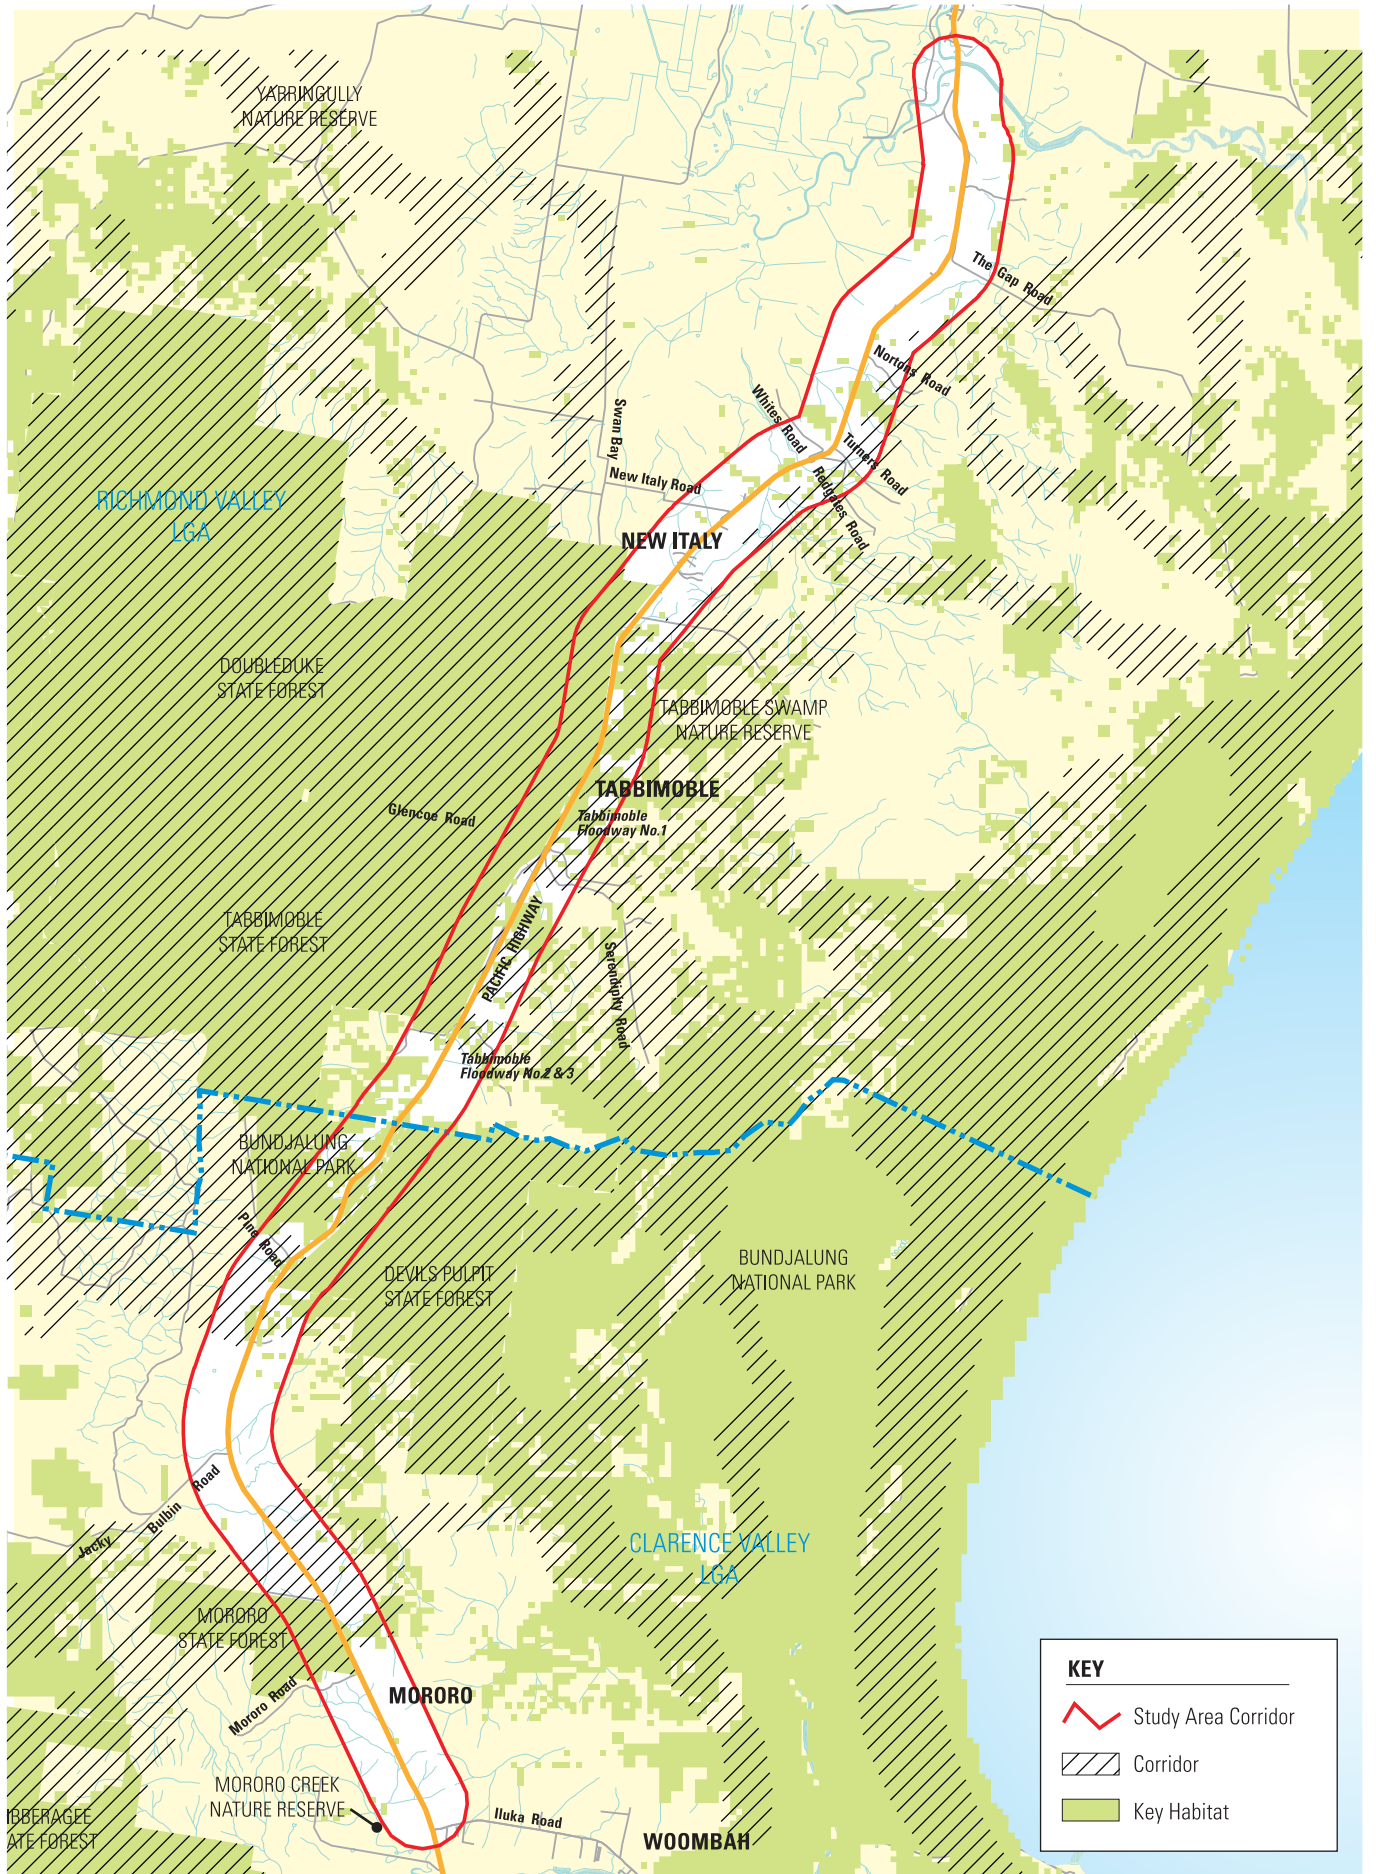 YARRINGULLY
NATURE RESERVE
The Gap Road
Nortons Road
Whites Road
Swan Bay
Turners Road
New Italy Road
Redgates Road
RICHMOND VALLEY
LGA
NEW ITALY
DOUBLEDUKE
STATE FOREST
TABBIMOBLE SWAMP
NATURE RESERVE
TABBIMOBLE
Tabbimoble
Floodway No.1
Glencoe Road
TABBIMOBLE
STATE FOREST
PACIFIC HIGHWAY
Serendipity Road
Tabbimoble
Floodway No.2 & 3
BUNDJALUNG
NATIONAL PARK
Pine Road
DEVILS PULPIT
STATE FOREST
BUNDJALUNG
NATIONAL PARK
Jacky Bulbin Road
CLARENCE VALLEY
LGA
MORORO
STATE FOREST
Mororo Road
MORORO
MORORO CREEK
NATURE RESERVE
Iluka Road
WOOMBAH
IBBERAGEE
ATE FOREST
KEY
Study Area Corridor
Corridor
Key Habitat